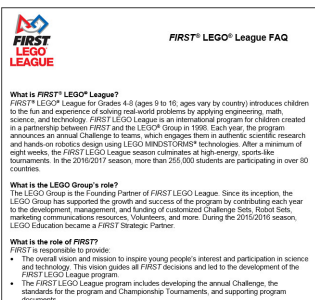 FIRST
LEGO
LEAGUE
FIRST® LEGO® League FAQ
What is FIRST® LEGO® League?
FIRST® LEGO® League for Grades 4-8 (ages 9 to 16; ages vary by country) introduces children
to the fun and experience of solving real-world problems by applying engineering, math,
science, and technology. FIRST LEGO League is an international program for children created
in a partnership between FIRST and the LEGO® Group in 1998. Each year, the program
announces an annual Challenge to teams, which engages them in authentic scientific research
and hands-on robotics design using LEGO MINDSTORMS® technologies. After a minimum of
eight weeks, the FIRST LEGO League season culminates at high-energy, sports-like
tournaments. In the 2016/2017 season, more than 255,000 students are participating in over 80
countries.
What is the LEGO Group's role?
The LEGO Group is the Founding Partner of FIRST LEGO League. Since its inception, the
LEGO Group has supported the growth and success of the program by contributing each year
to the development, management, and funding of customized Challenge Sets, Robot Sets,
marketing communications resources, Volunteers, and more. During the 2015/2016 season,
LEGO Education became a FIRST Strategic Partner.
What is the role of FIRST?
FIRST is responsible to provide:
• The overall vision and mission to inspire young people's interest and participation in science
and technology. This vision guides all FIRST decisions and led to the development of the
FIRST LEGO League program.
• The FIRST LEGO League program includes developing the annual Challenge, the
standards for the program and Championship Tournaments, and supporting program
documents.